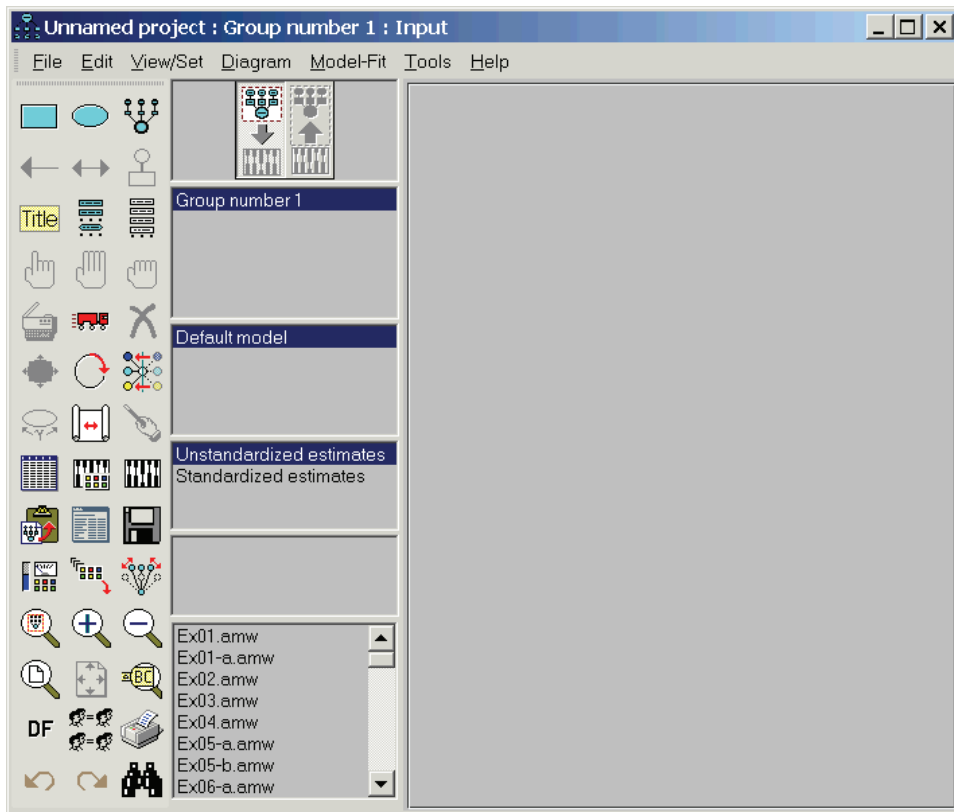 Unnamed project : Group number 1 : Input
File Edit View/Set Diagram Model-Fit Tools Help
Title
Group number 1
Default model
Unstandardized estimates
Standardized estimates
Ex01.amw
Ex01-a.amw
Ex02.amw
Ex03.amw
Ex04.amw
Ex05-a.amw
Ex05-b.amw
Ex06-a.amw
BC
DF